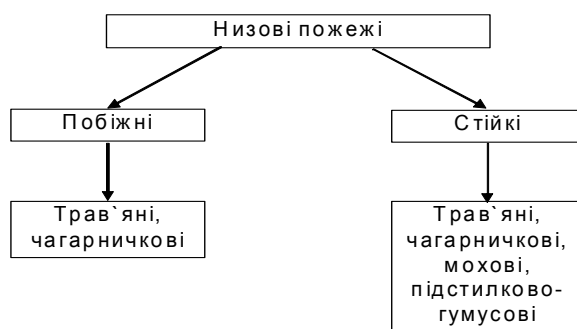 Низові пожежі
Побіжні
Стійкі
Трав`яні,
чагарничкові
Трав`яні,
чагарничкові,
мохові,
підстилково-
гумусові